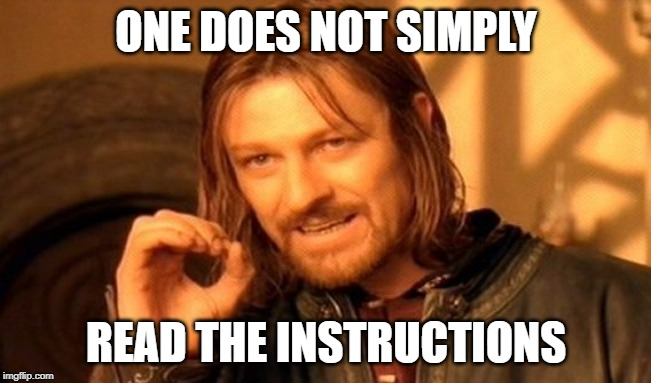 ONE DOES NOT SIMPLY
READ THE INSTRUCTIONS
imgflip.com